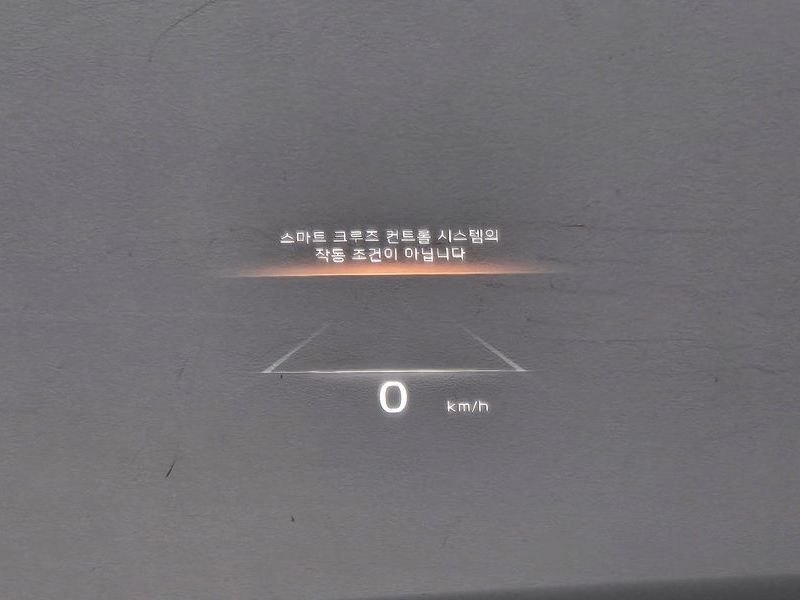 스마트 크루즈 컨트롤 시스템의
작동 조건이 아닙니다
0 km/h